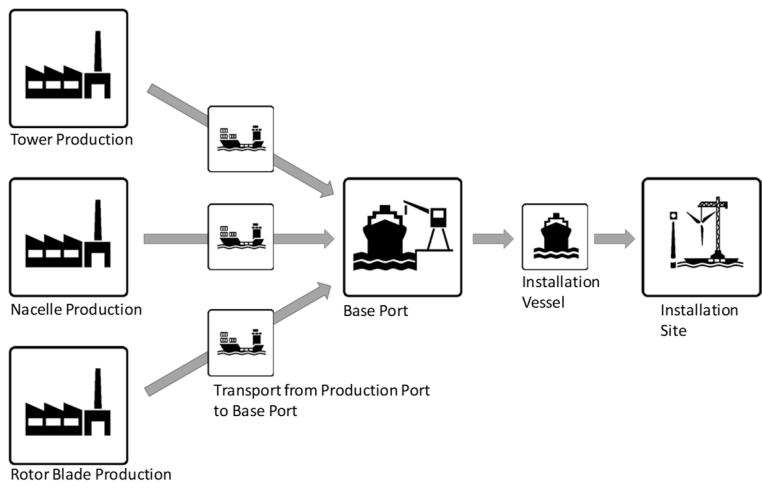 Tower Production
Nacelle Production
Rotor Blade Production
Transport from Production Port
to Base Port
Base Port
Installation
Vessel
Installation
Site